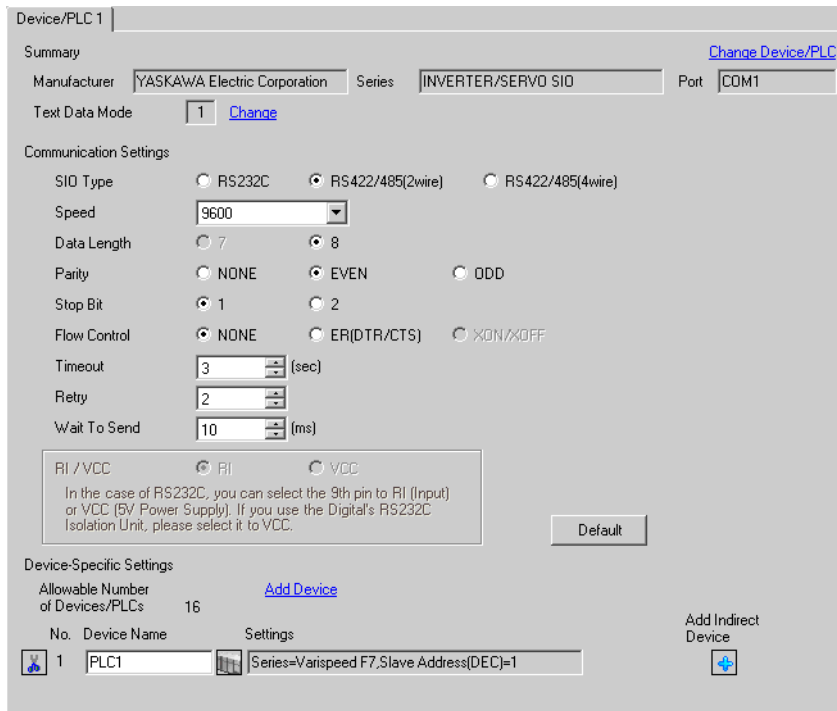 Device/PLC 1
Summary
Change Device/PLC
Manufacturer YASKAWA Electric Corporation Series INVERTER/SERVO SIO Port COM1
Text Data Mode 1 Change
Communication Settings
SIO Type RS232C RS422/485(2wire) RS422/485(4wire)
Speed 9600
Data Length 7 8
Parity NONE EVEN ODD
Stop Bit 1 2
Flow Control NONE ER(DTR/CTS) XON/XOFF
Timeout 3 (sec)
Retry 2
Wait To Send 10 (ms)
RI / VCC RI VCC
In the case of RS232C, you can select the 9th pin to RI (Input)
or VCC (5V Power Supply). If you use the Digital's RS232C
Isolation Unit, please select it to VCC.
Default
Device-Specific Settings
Allowable Number
of Devices/PLCs 16
Add Device
Add Indirect
Device
No. Device Name Settings
1 PLC1 Series=Varispeed F7,Slave Address(DEC)=1